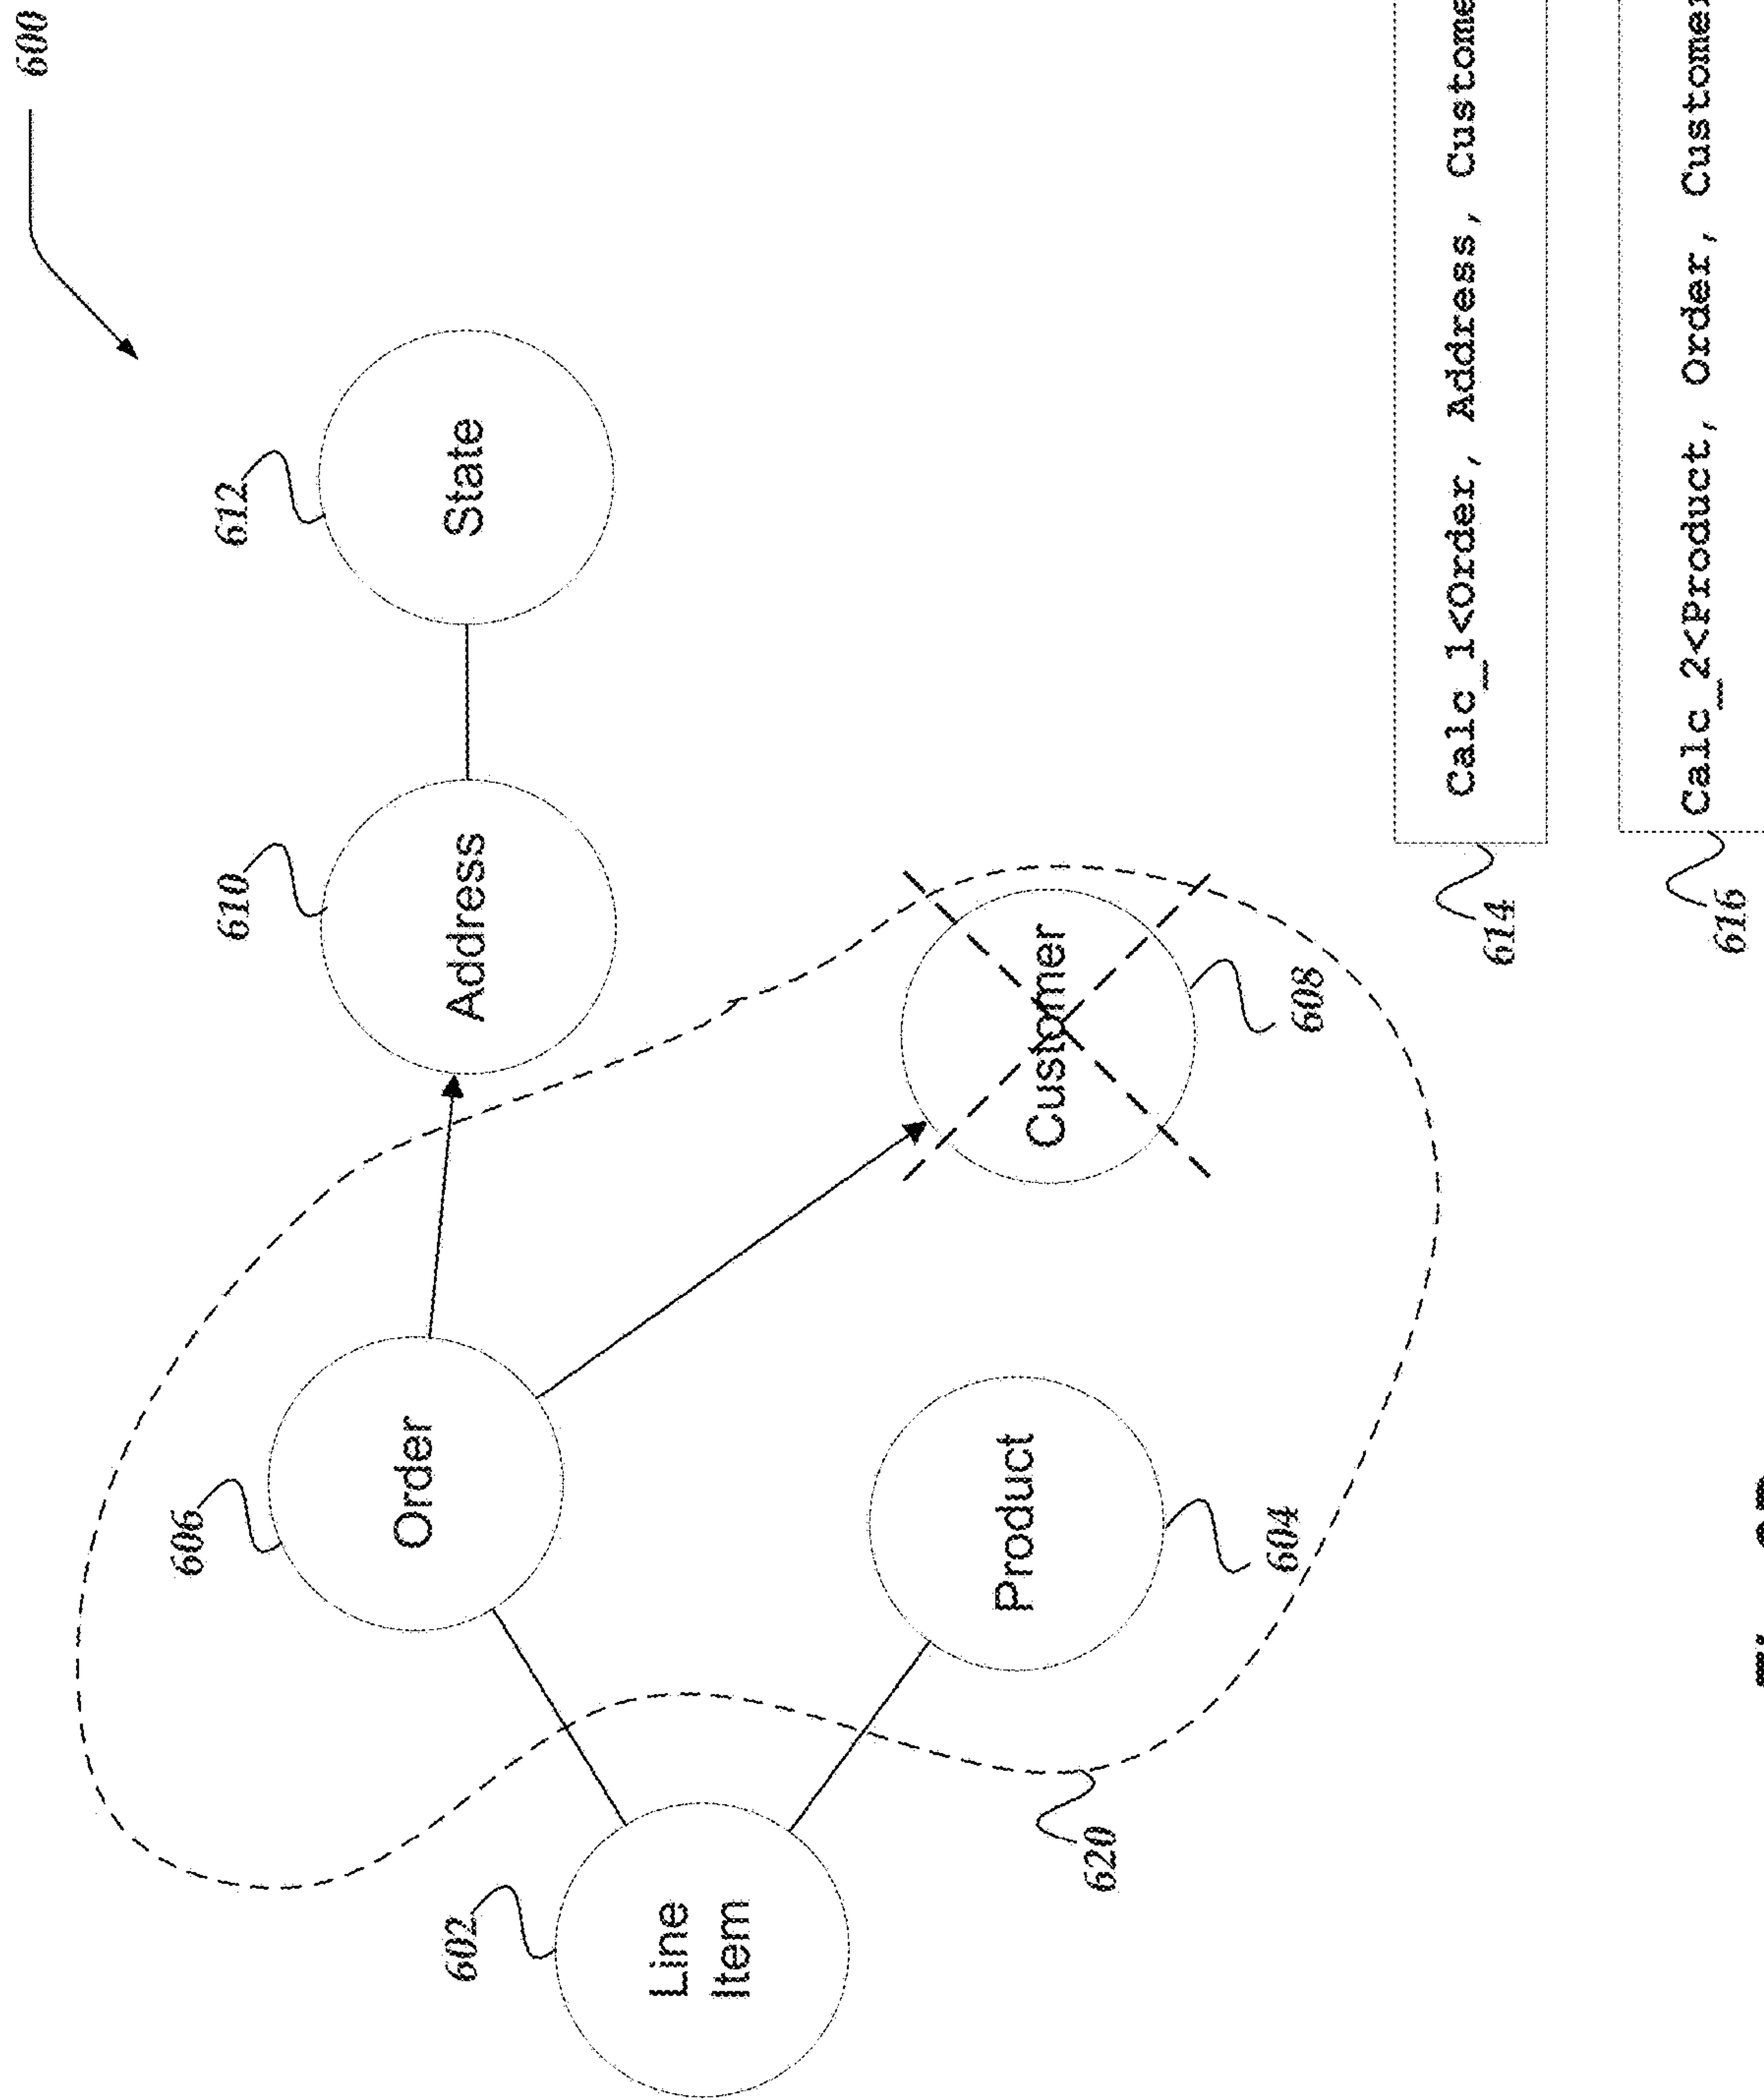 600
612
State
610
Address
606
Order
Customer
608
Product
604
602
Line
Item
620
614
Calc_1<Order, Address, Custome
616
Calc_2<Product, Order, Customer